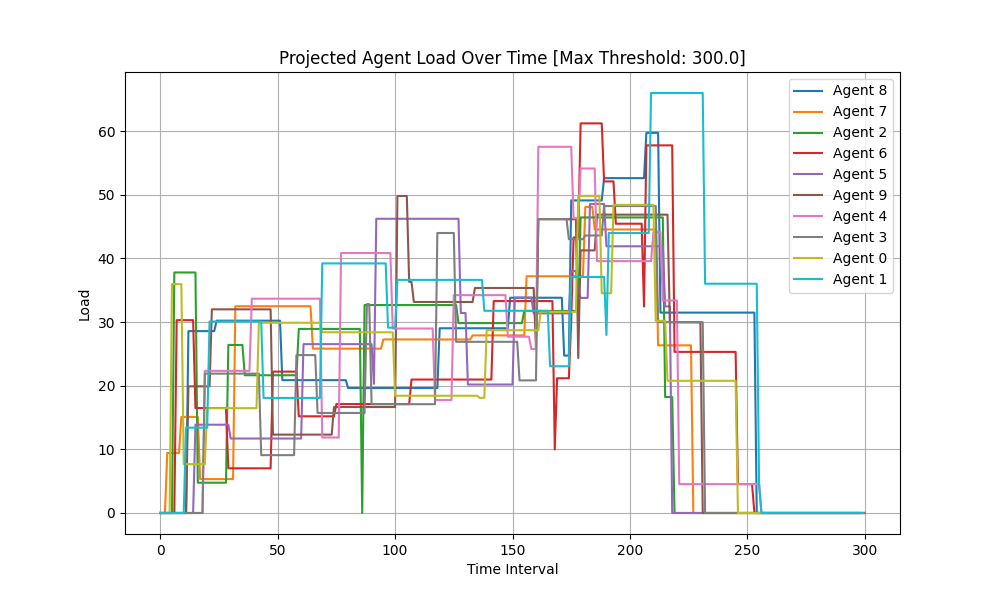 Projected Agent Load Over Time [Max Threshold: 300.0]
Load
60
50
40
30
20
10
0
0 50 100 150 200 250 300
Time Interval
Agent 8
Agent 7
Agent 2
Agent 6
Agent 5
Agent 9
Agent 4
Agent 3
Agent 0
Agent 1